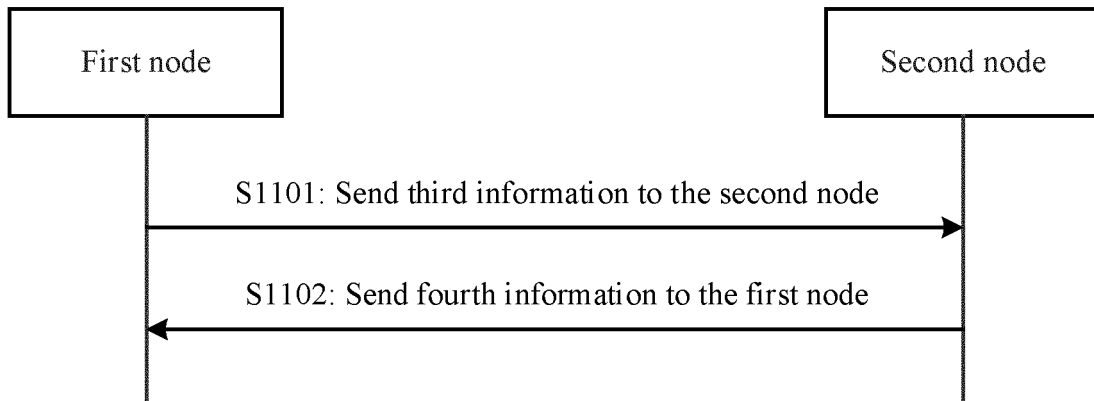 First node
Second node
S1101: Send third information to the second node
S1102: Send fourth information to the first node